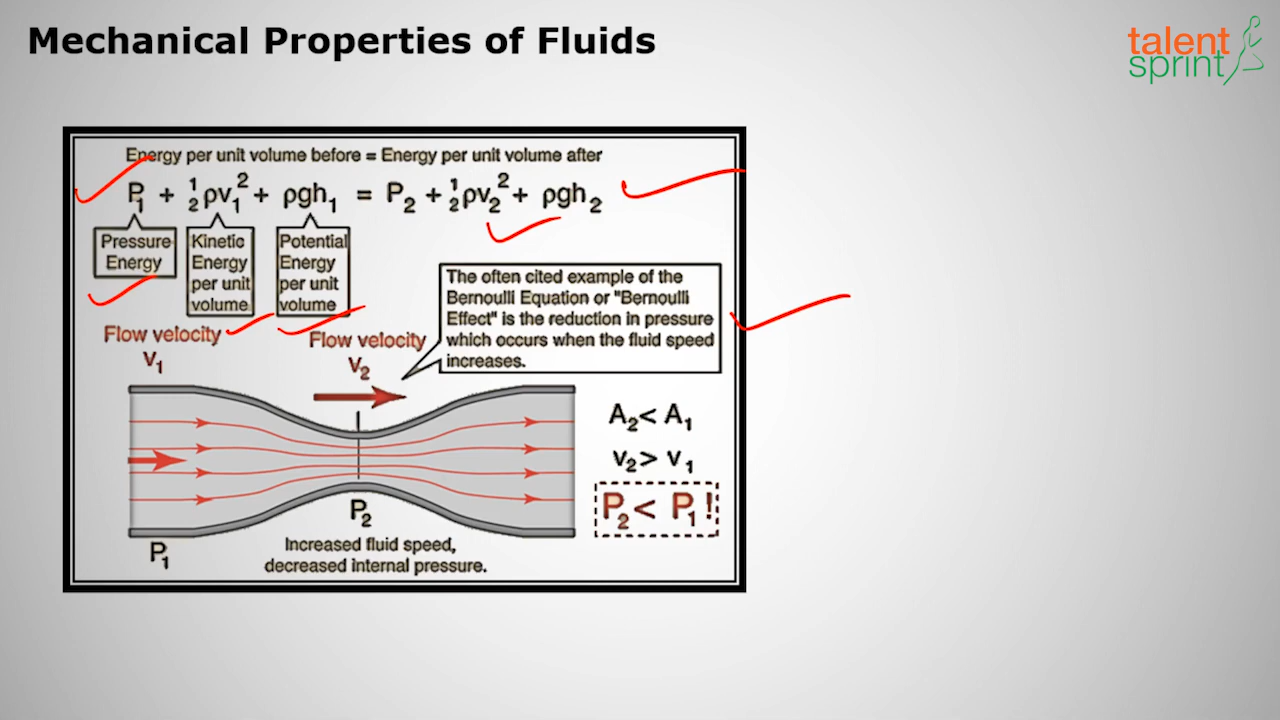 Mechanical Properties of Fluids
talent
sprint
Energy per unit volume before = Energy per unit volume after
P₁ + ½ρv₁² + ρgh₁ = P₂ + ½ρv₂² + ρgh₂
Pressure
Energy
Kinetic
Energy
per unit
volume
Potential
Energy
per unit
volume
The often cited example of the
Bernoulli Equation or "Bernoulli
Effect" is the reduction in pressure
which occurs when the fluid speed
increases.
Flow velocity
V₁
Flow velocity
V₂
A₂< A₁
v₂> v₁
P₂< P₁!
P₂
P₁
Increased fluid speed,
decreased internal pressure.